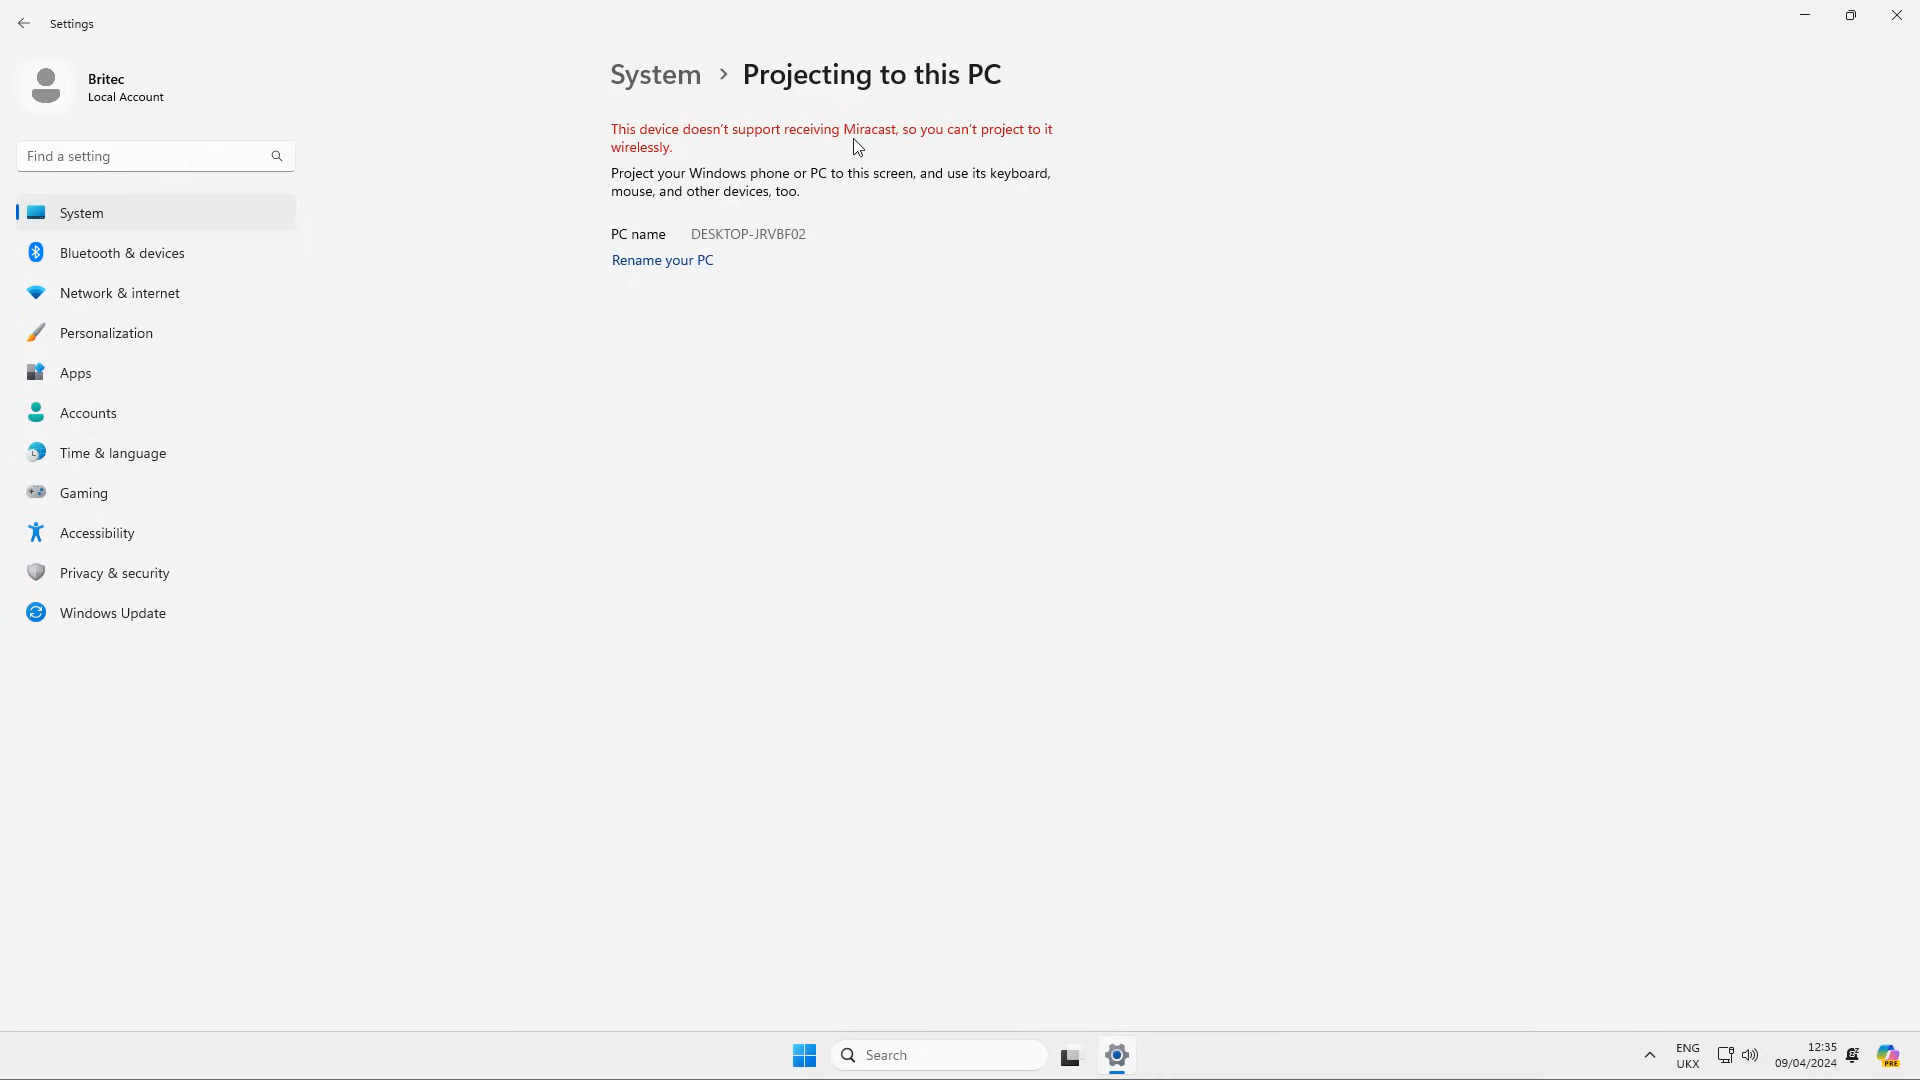 Settings
Britec
Local Account
Find a setting
System
Bluetooth & devices
Network & internet
Personalization
Apps
Accounts
Time & language
Gaming
Accessibility
Privacy & security
Windows Update
System > Projecting to this PC
This device doesn't support receiving Miracast, so you can't project to it
wirelessly.
Project your Windows phone or PC to this screen, and use its keyboard,
mouse, and other devices, too.
PC name DESKTOP-JRVBF02
Rename your PC
Search
ENG
UKX
12:35
09/04/2024
PRE